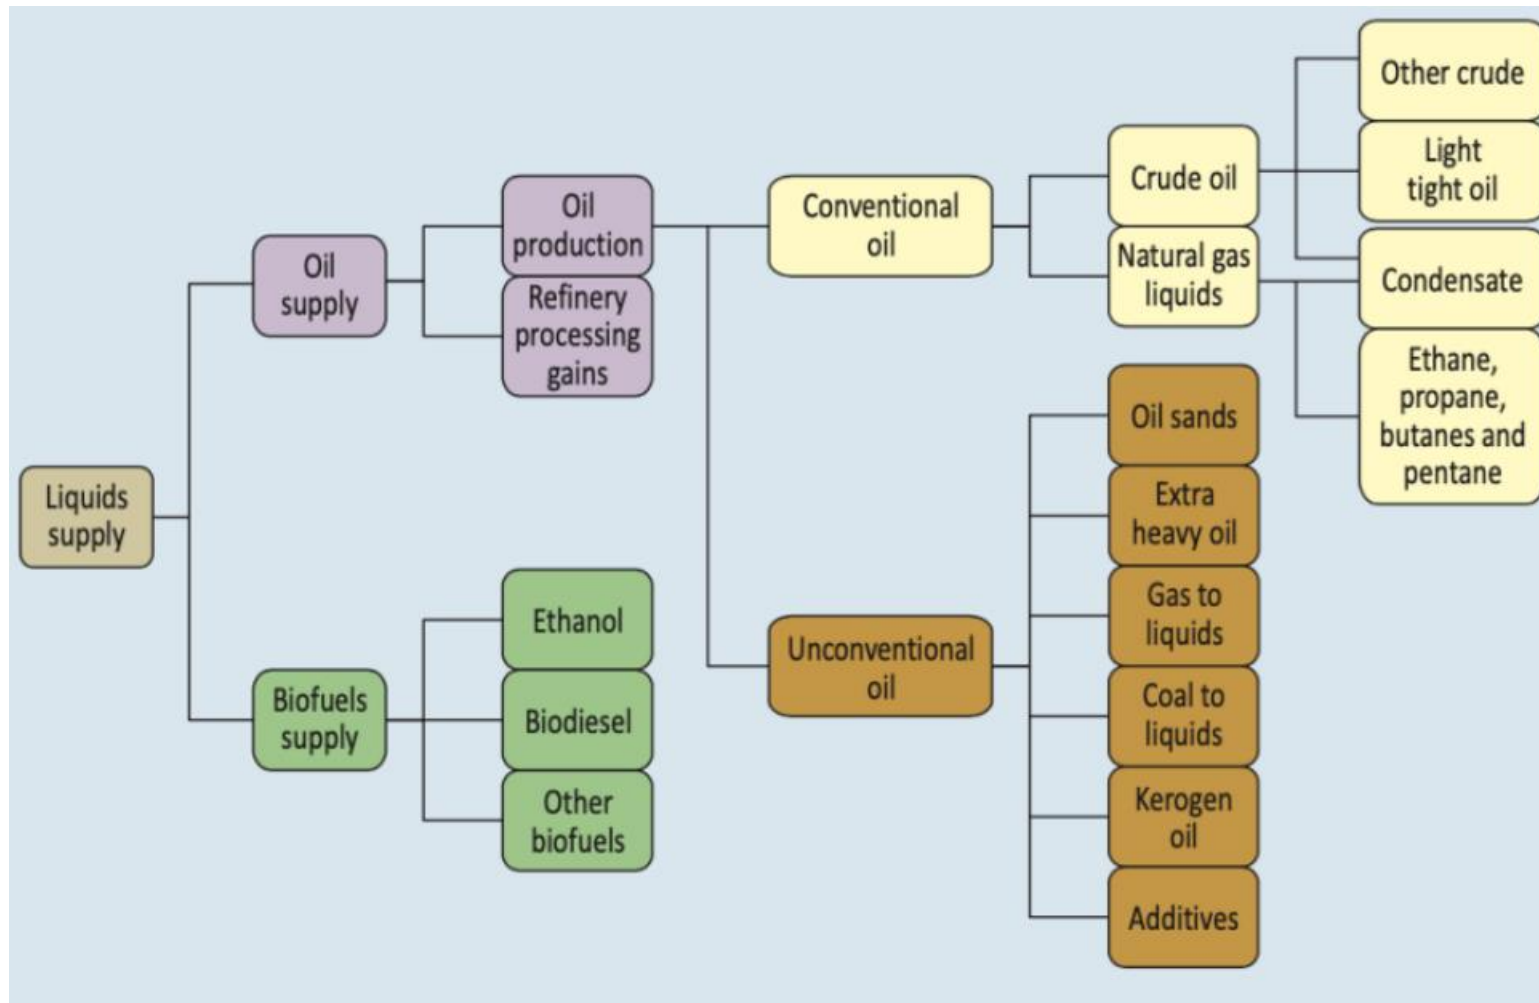 Liquids
supply
Oil
supply
Biofuels
supply
Oil
production
Refinery
processing
gains
Ethanol
Biodiesel
Other
biofuels
Conventional
oil
Unconventional
oil
Crude oil
Natural gas
liquids
Oil sands
Extra
heavy oil
Gas to
liquids
Coal to
liquids
Kerogen
oil
Additives
Other crude
Light
tight oil
Condensate
Ethane,
propane,
butanes and
pentane